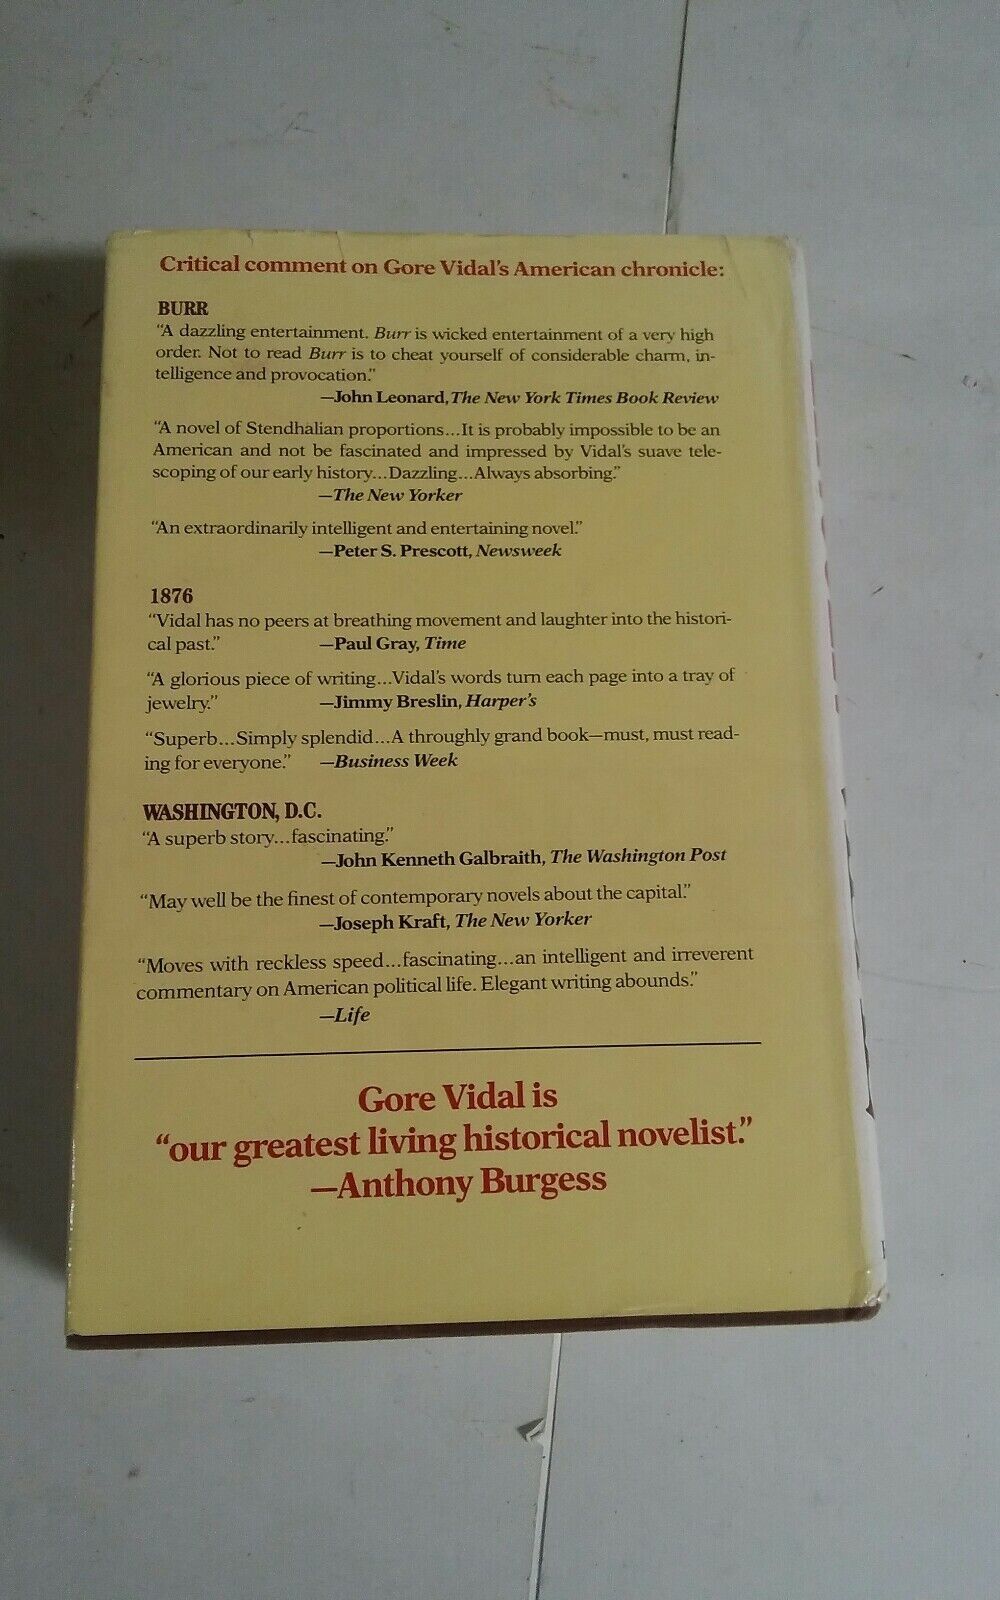 Critical comment on Gore Vidal's American chronicle:
BURR
"A dazzling entertainment. Burr is wicked entertainment of a very high
order. Not to read Burr is to cheat yourself of considerable charm, in-
telligence and provocation."
—John Leonard, The New York Times Book Review
"A novel of Stendhalian proportions...It is probably impossible to be an
American and not be fascinated and impressed by Vidal's suave tele-
scoping of our early history...Dazzling...Always absorbing."
—The New Yorker
"An extraordinarily intelligent and entertaining novel."
—Peter S. Prescott, Newsweek
1876
"Vidal has no peers at breathing movement and laughter into the histori-
cal past." —Paul Gray, Time
"A glorious piece of writing...Vidal's words turn each page into a tray of
jewelry." —Jimmy Breslin, Harper's
"Superb...Simply splendid...A throughly grand book—must, must read-
ing for everyone." —Business Week
WASHINGTON, D.C.
"A superb story...fascinating."
—John Kenneth Galbraith, The Washington Post
"May well be the finest of contemporary novels about the capital."
—Joseph Kraft, The New Yorker
"Moves with reckless speed...fascinating...an intelligent and irreverent
commentary on American political life. Elegant writing abounds."
—Life
Gore Vidal is
"our greatest living historical novelist."
—Anthony Burgess